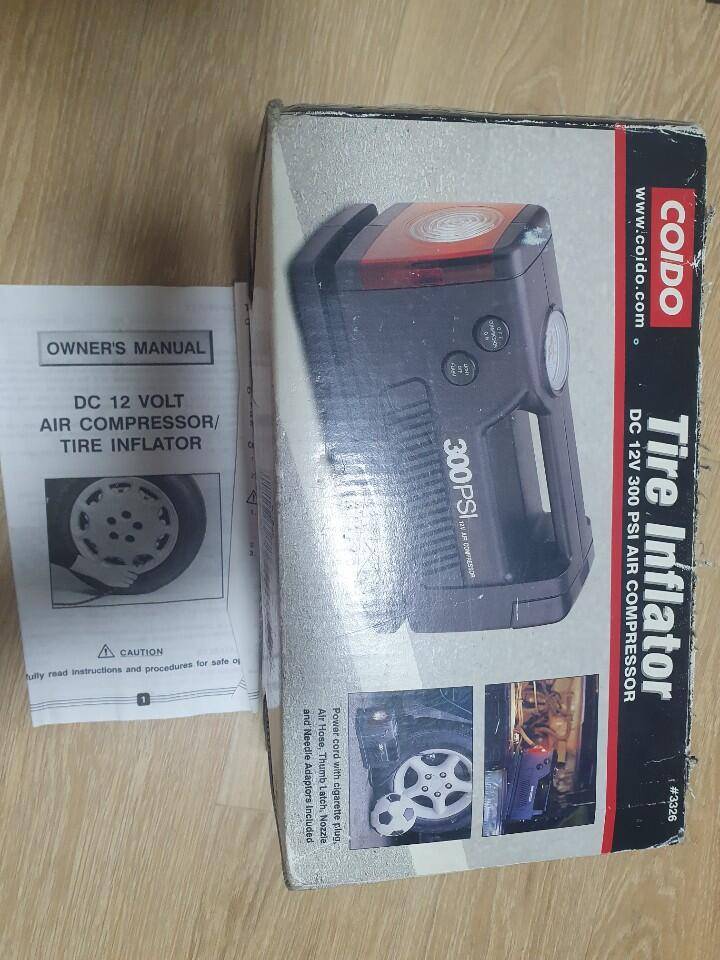 COIDO
www.coido.com
Tire Inflator
DC 12V 300 PSI AIR COMPRESSOR
#3326
300 PSI
12V AIR COMPRESSOR
Power cord with cigarette plug,
Air Hose, Thumb Latch, Nozzle
and Needle Adaptors Included
OWNER'S MANUAL
DC 12 VOLT
AIR COMPRESSOR/
TIRE INFLATOR
CAUTION
fully read instructions and procedures for safe
1